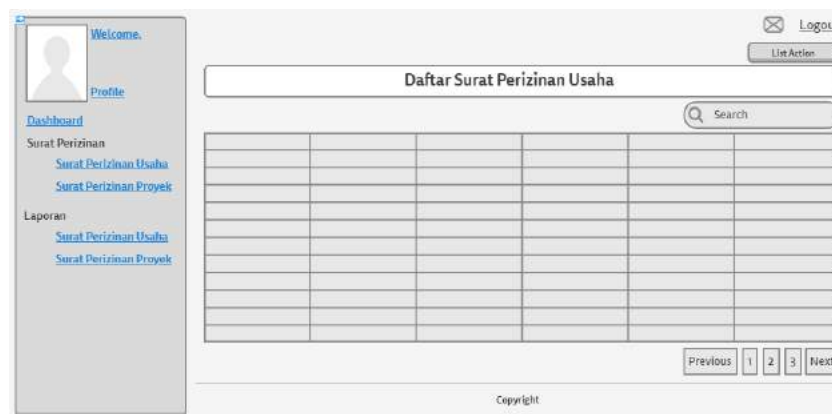 Welcome,
Profile
Dashboard
Surat Perizinan
Surat Perizinan Usaha
Surat Perizinan Proyek
Laporan
Surat Perizinan Usaha
Surat Perizinan Proyek
Logou
List Action
Daftar Surat Perizinan Usaha
Search
Previous 1 2 3 Next
Copyright